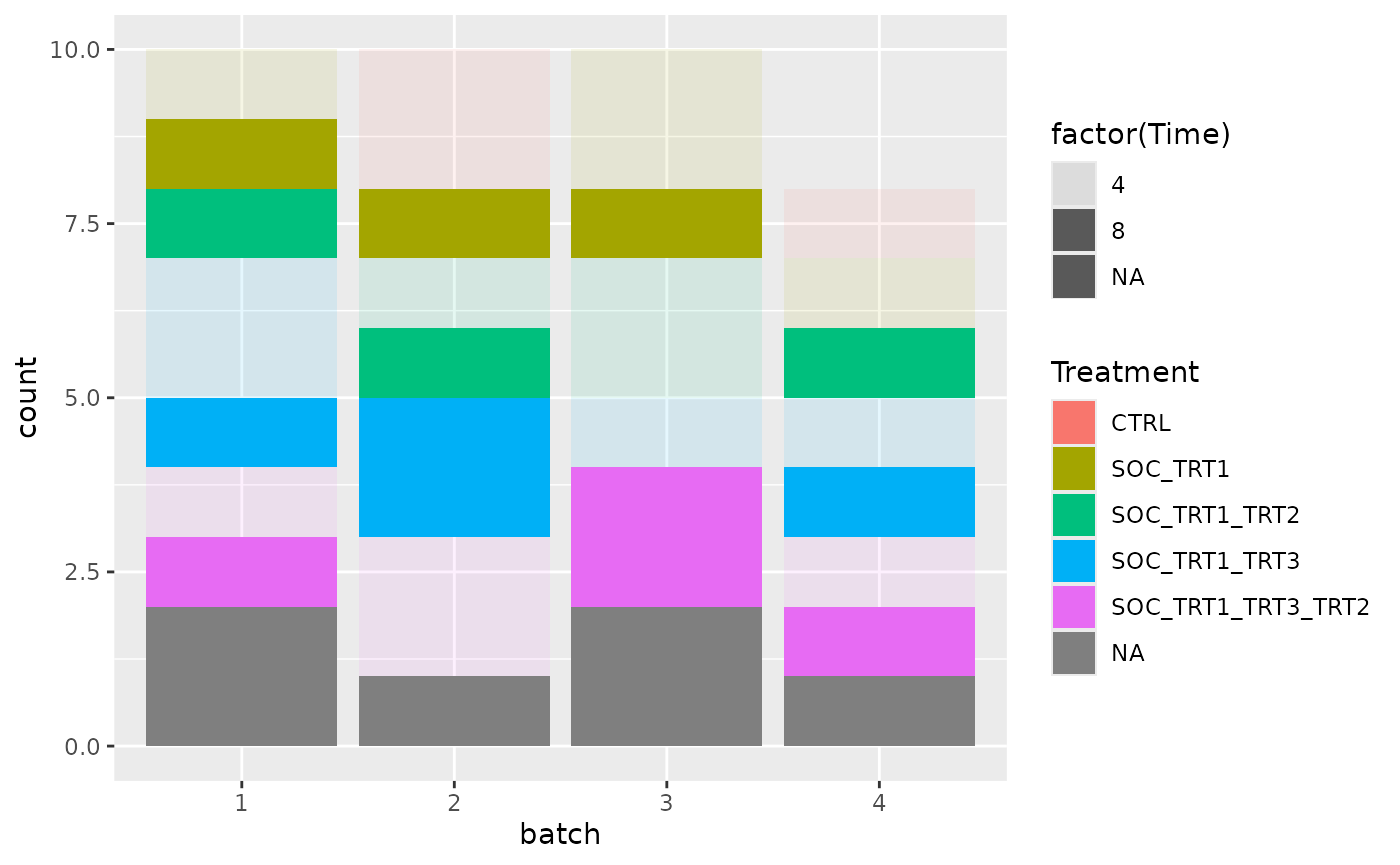 10.0
7.5
5.0
2.5
0.0
count
1 2 3 4
batch
factor(Time)
4
8
NA
Treatment
CTRL
SOC_TRT1
SOC_TRT1_TRT2
SOC_TRT1_TRT3
SOC_TRT1_TRT3_TRT2
NA